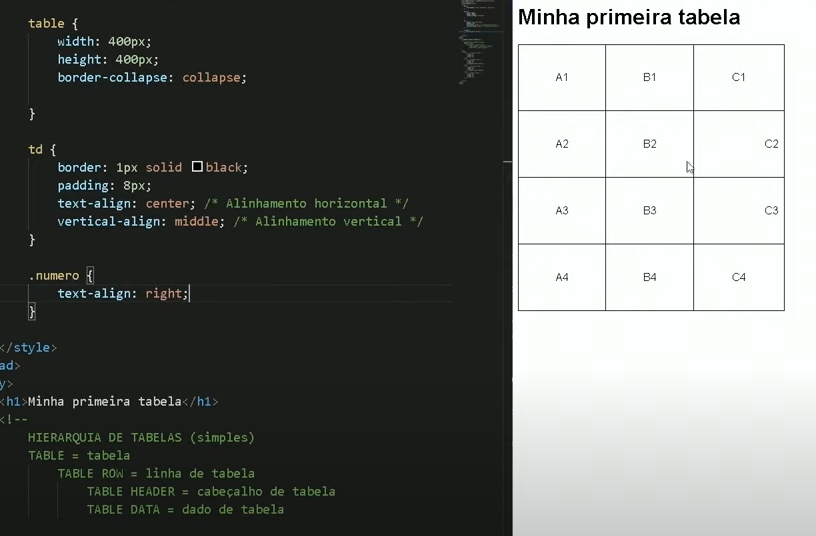 table {
width: 400px;
height: 400px;
border-collapse: collapse;
}
td {
border: 1px solid black;
padding: 8px;
text-align: center; /* Alinhamento horizontal */
vertical-align: middle; /* Alinhamento vertical */
}
.numero {
text-align: right;
}
</style>
ad>
y>
<h1>Minha primeira tabela</h1>
<!--
HIERARQUIA DE TABELAS (simples)
TABLE = tabela
TABLE ROW = linha de tabela
TABLE HEADER = cabeçalho de tabela
TABLE DATA = dado de tabela
Minha primeira tabela
A1 B1 C1
A2 B2 C2
A3 B3 C3
A4 B4 C4